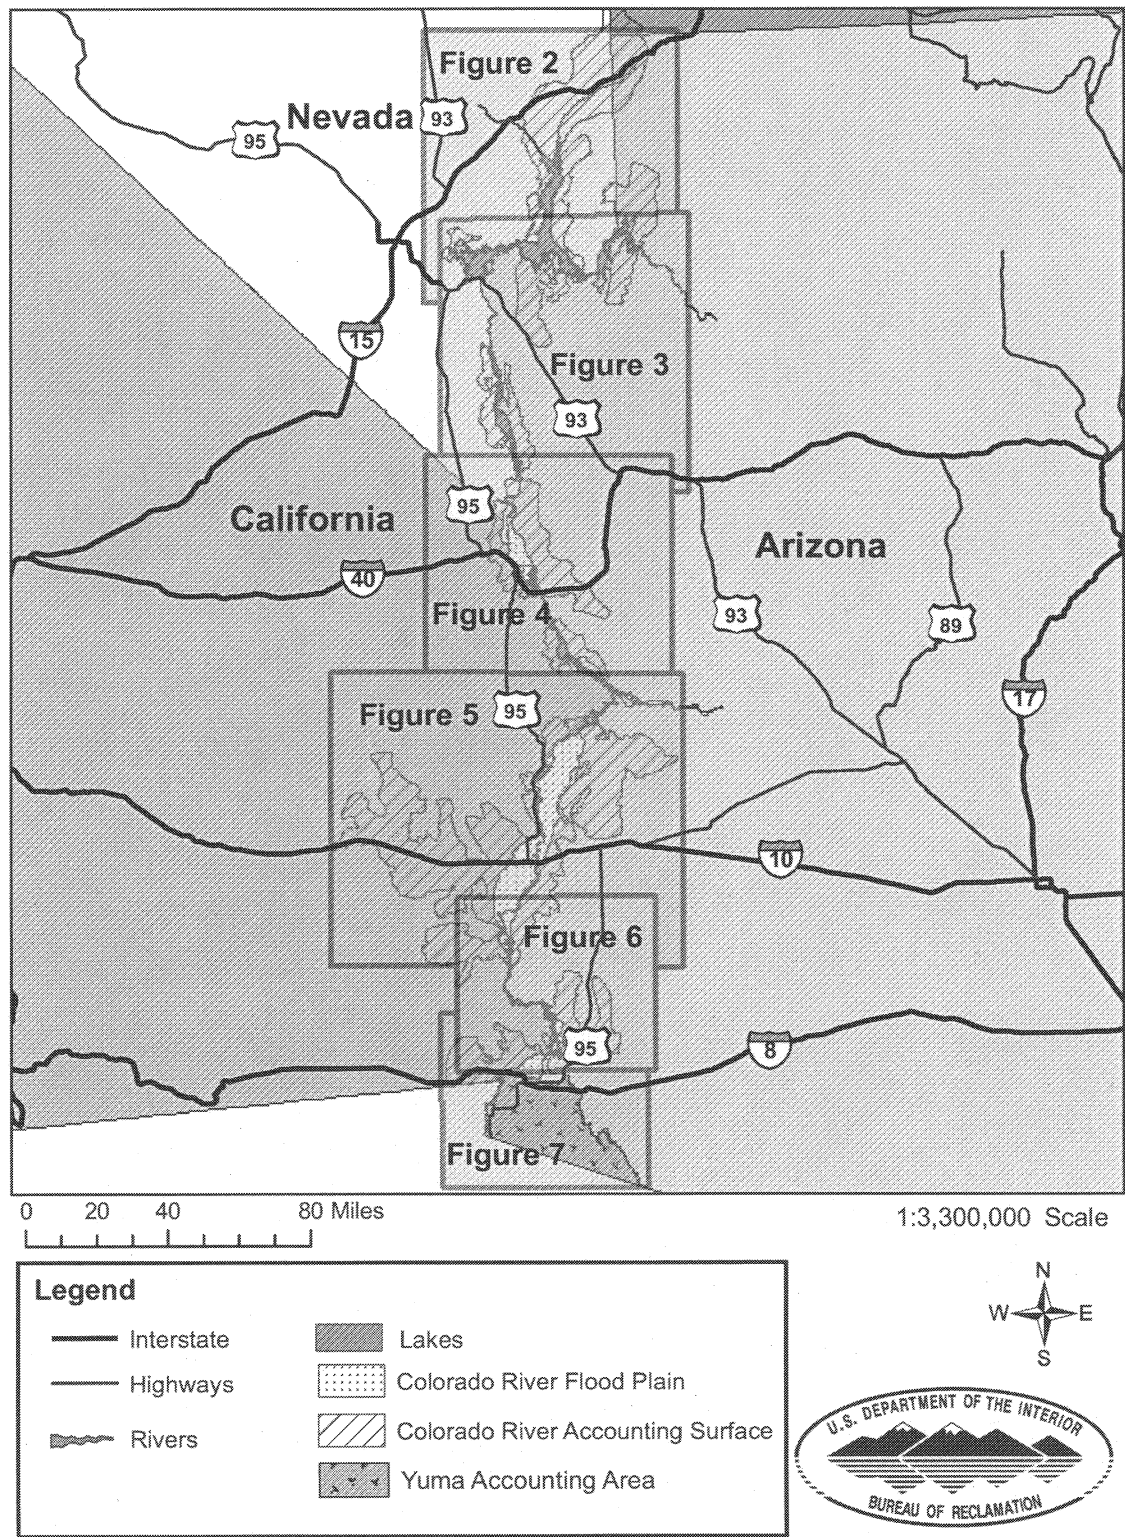 Figure 2
Nevada
93
95
15
Figure 3
93
95
California
Arizona
40
Figure 4
93
89
17
Figure 5
95
10
Figure 6
95
8
Figure 7
0 20 40 80 Miles
1:3,300,000 Scale
Legend
Interstate
Highways
Rivers
Lakes
Colorado River Flood Plain
Colorado River Accounting Surface
Yuma Accounting Area
N
W E
S
U.S. DEPARTMENT OF THE INTERIOR
BUREAU OF RECLAMATION